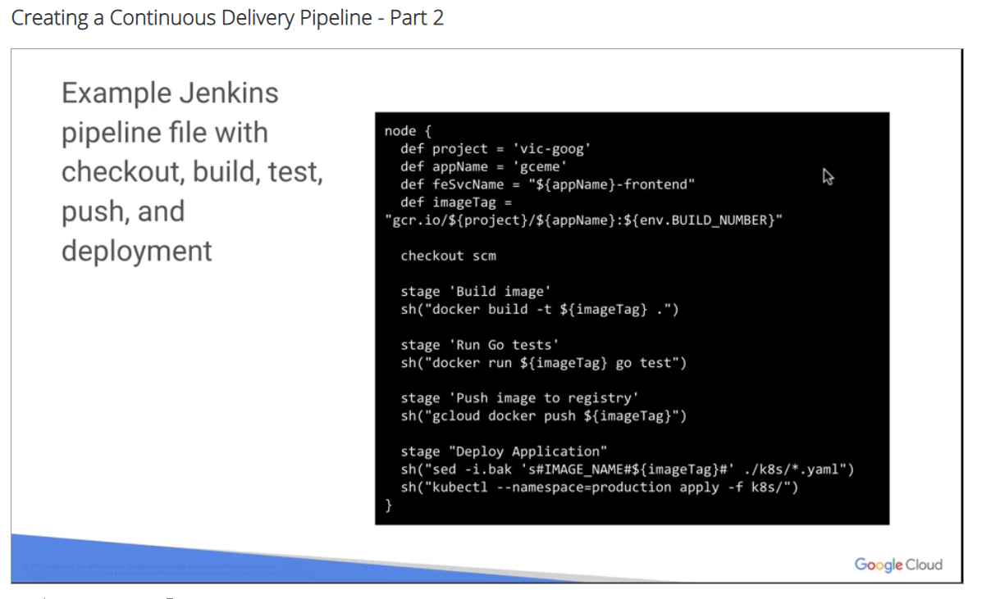 Creating a Continuous Delivery Pipeline - Part 2
Example Jenkins
pipeline file with
checkout, build, test,
push, and
deployment
node {
  def project = 'vic-goog'
  def appName = 'gceme'
  def feSvcName = "${appName}-frontend"
  def imageTag =
"gcr.io/${project}/${appName}:${env.BUILD_NUMBER}"
  checkout scm
  stage 'Build image'
  sh("docker build -t ${imageTag} .")
  stage 'Run Go tests'
  sh("docker run ${imageTag} go test")
  stage 'Push image to registry'
  sh("gcloud docker push ${imageTag}")
  stage "Deploy Application"
  sh("sed -i.bak 's#IMAGE_NAME#${imageTag}#' ./k8s/*.yaml")
  sh("kubectl --namespace=production apply -f k8s/")
}
Google Cloud